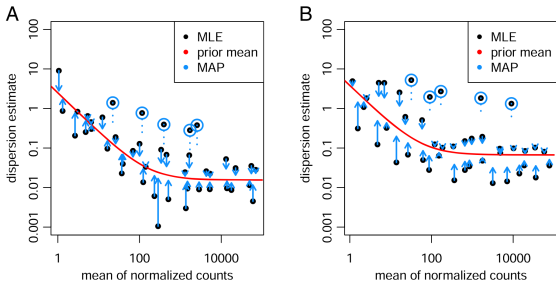 A
MLE
prior mean
MAP
100
10
1
0.1
0.01
0.001
dispersion estimate
1
100
10000
mean of normalized counts
B
MLE
prior mean
MAP
100
10
1
0.1
0.01
0.001
dispersion estimate
1
100
10000
mean of normalized counts